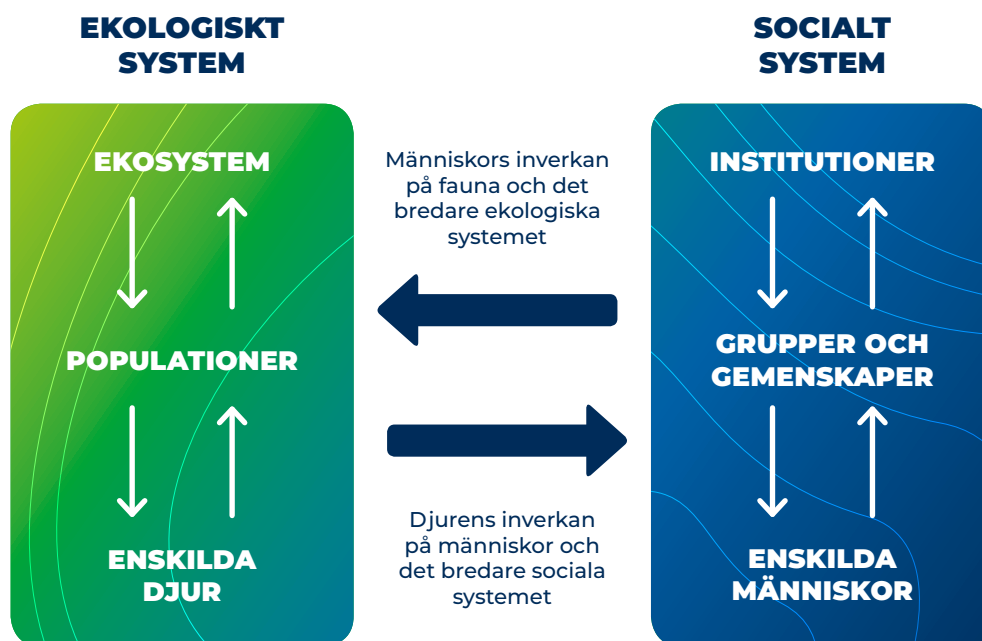 EKOLOGISKT
SYSTEM
EKOSYSTEM
POPULATIONER
ENSKILDA
DJUR
Människors inverkan
på fauna och det
bredare ekologiska
systemet
Djurens inverkan
på människor och
det bredare sociala
systemet
SOCIALT
SYSTEM
INSTITUTIONER
GRUPPER OCH
GEMENSKAPER
ENSKILDA
MÄNNISKOR